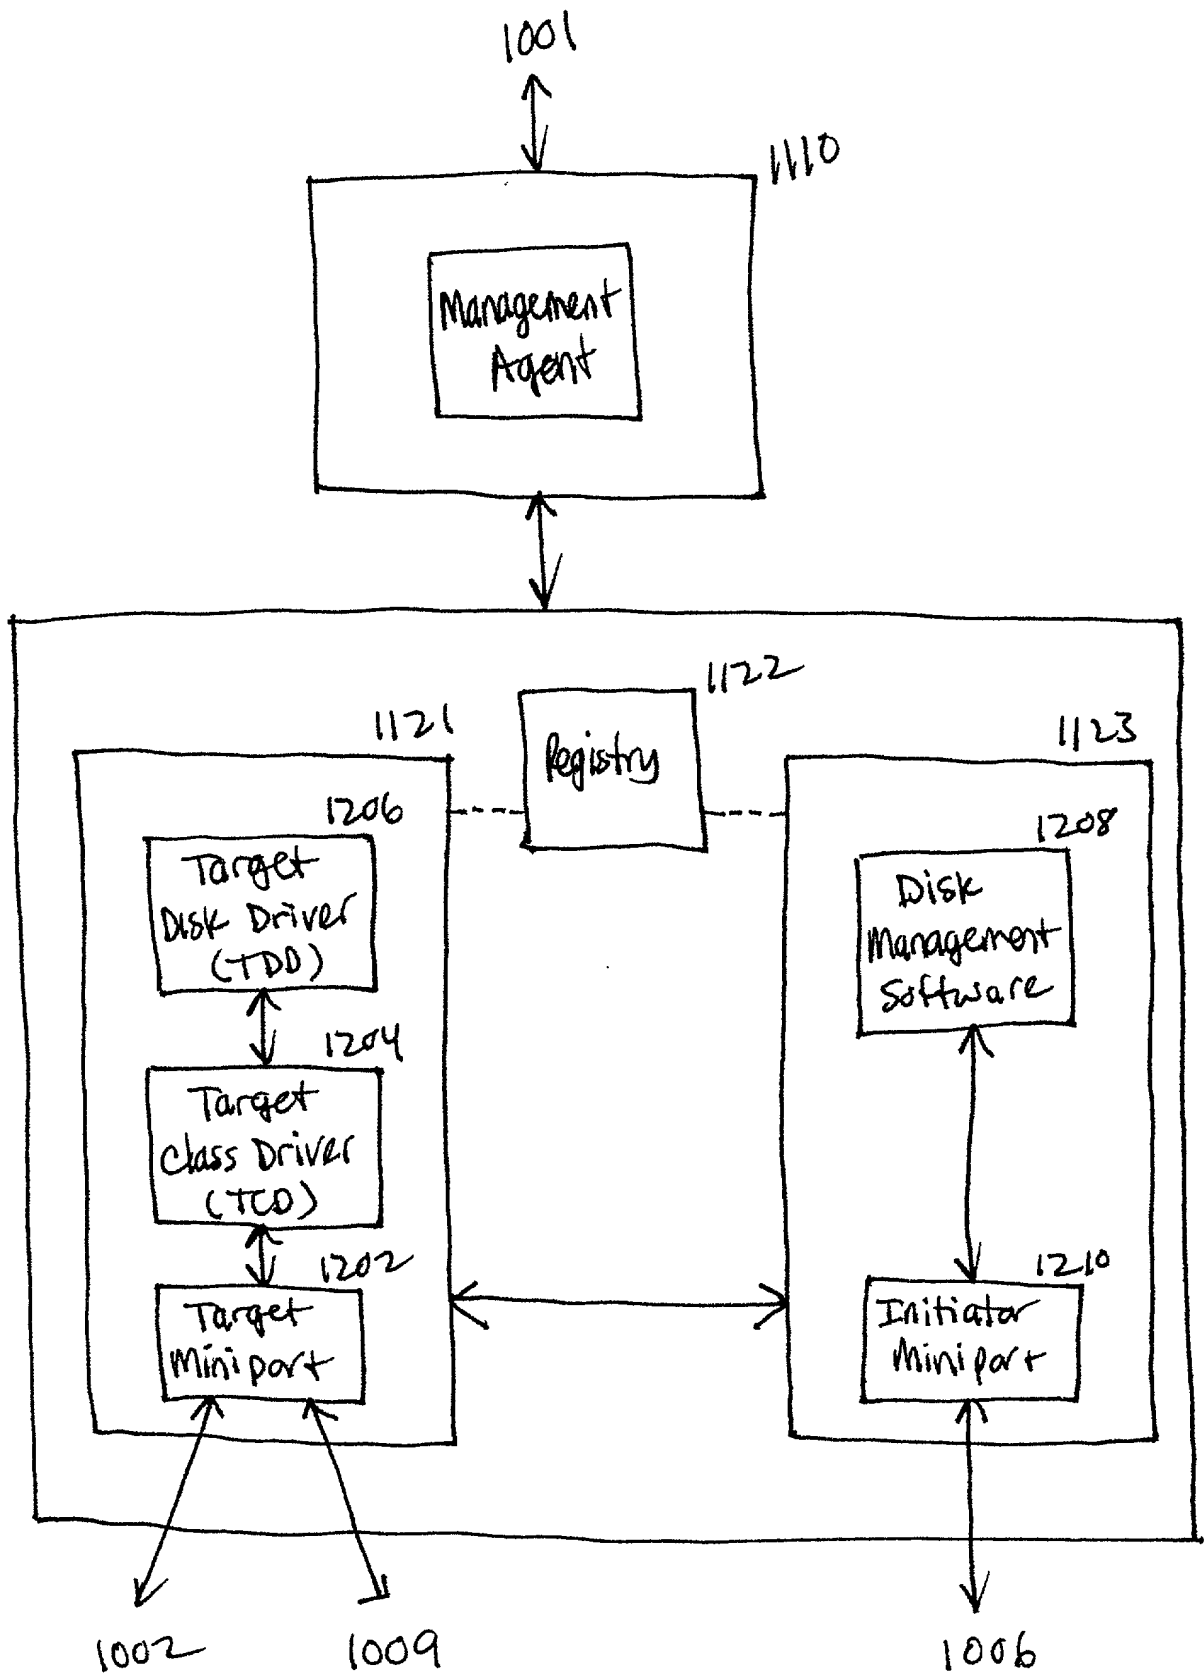 1001
1110
Management
Agent
1122
Registry
1121
1123
1206
Target
Disk Driver
(TDD)
1208
Disk
Management
Software
1204
Target
Class Driver
(TCD)
1202
Target
Miniport
1210
Initiator
Miniport
1002
1009
1006